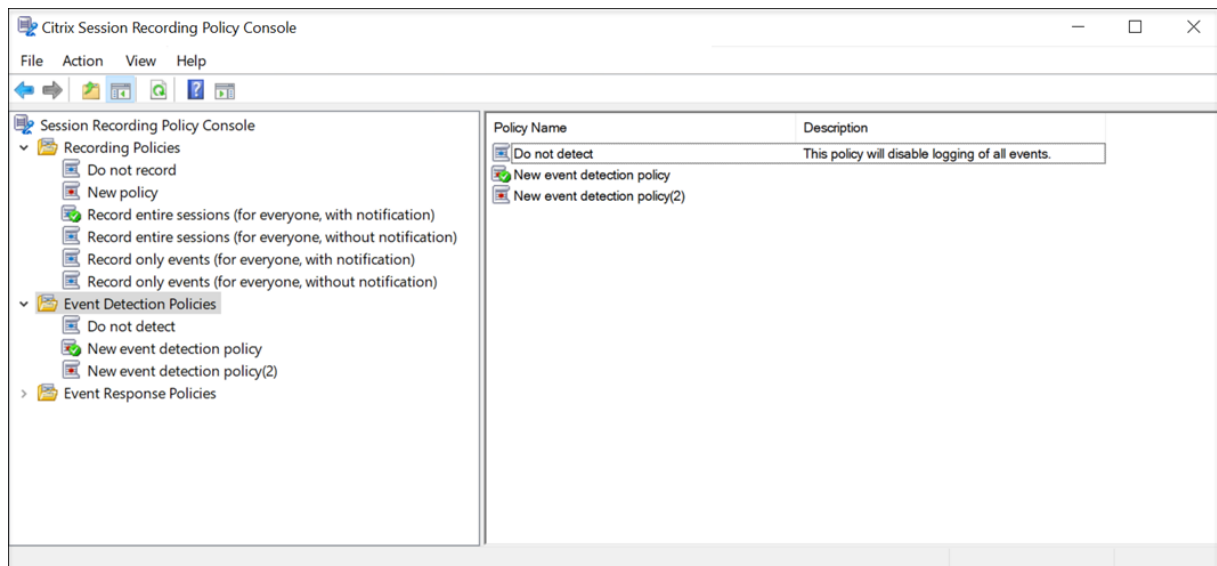 Citrix Session Recording Policy Console
File Action View Help
Session Recording Policy Console
Recording Policies
Do not record
New policy
Record entire sessions (for everyone, with notification)
Record entire sessions (for everyone, without notification)
Record only events (for everyone, with notification)
Record only events (for everyone, without notification)
Event Detection Policies
Do not detect
New event detection policy
New event detection policy(2)
Event Response Policies
Policy Name Description
Do not detect This policy will disable logging of all events.
New event detection policy
New event detection policy(2)